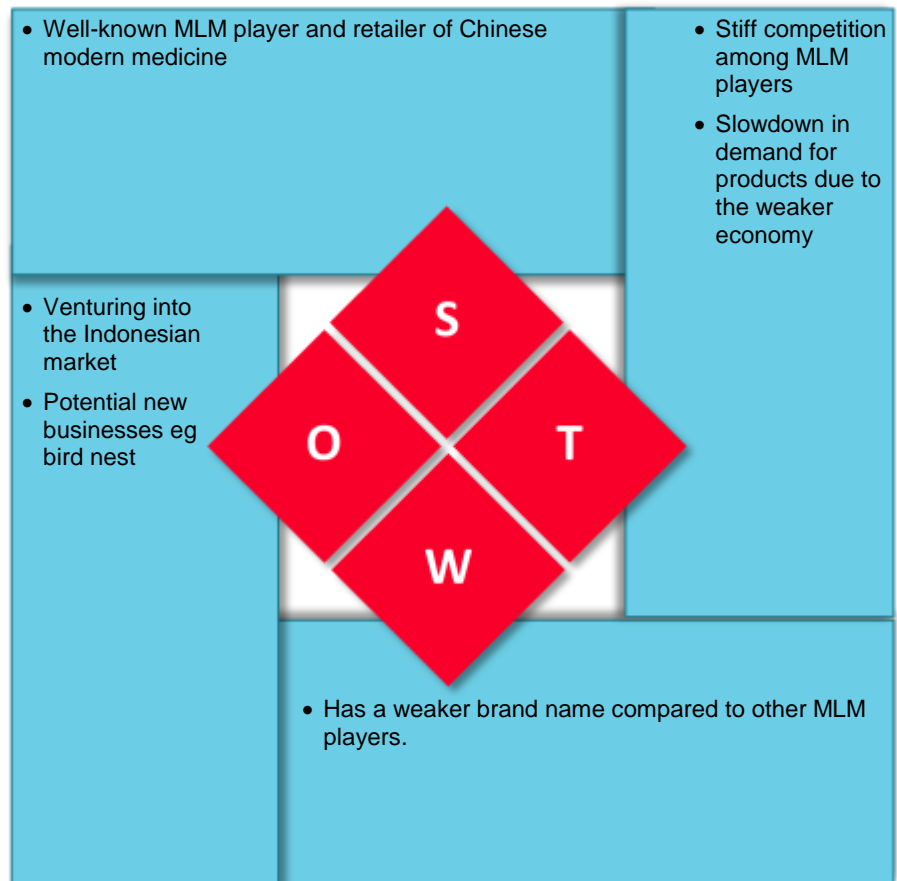 • Well-known MLM player and retailer of Chinese
modern medicine
• Stiff competition
among MLM
players
• Slowdown in
demand for
products due to
the weaker
economy
• Venturing into
the Indonesian
market
• Potential new
businesses eg
bird nest
S
O
T
W
• Has a weaker brand name compared to other MLM
players.